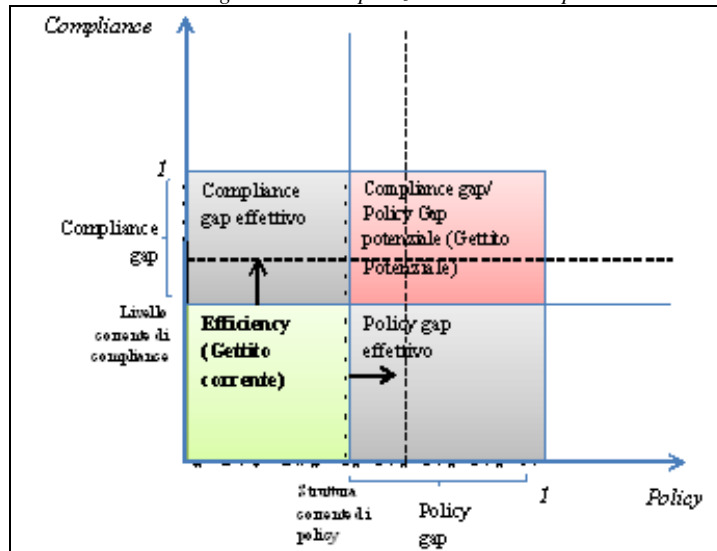 Compliance
1
Compliance
gap effettivo
Compliance gap/
Policy Gap
potenziale (Gettito
Potenziale)
Compliance
gap
Livello
corrente di
compliance
Efficiency
(Gettito
corrente)
Policy gap
effettivo
Struttura
corrente di
policy
Policy
gap
1
Policy